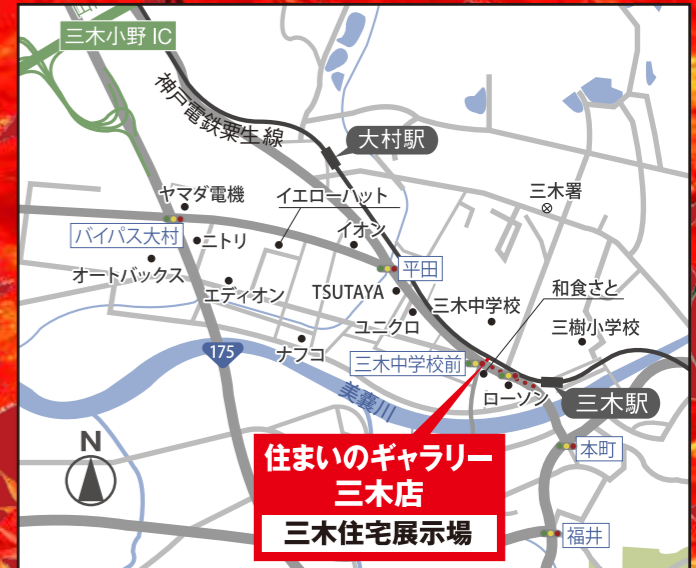 三木小野 IC
神戸電鉄粟生線
大村駅
三木署
ヤマダ電機
イエローハット
バイパス大村
ニトリ
イオン
平田
オートバックス
エディオン
TSUTAYA
和食さと
三木中学校
ユニクロ
三樹小学校
175
ナフコ
三木中学校前
ローソン
三木駅
美嚢川
N
住まいのギャラリー
三木店
三木住宅展示場
本町
福井